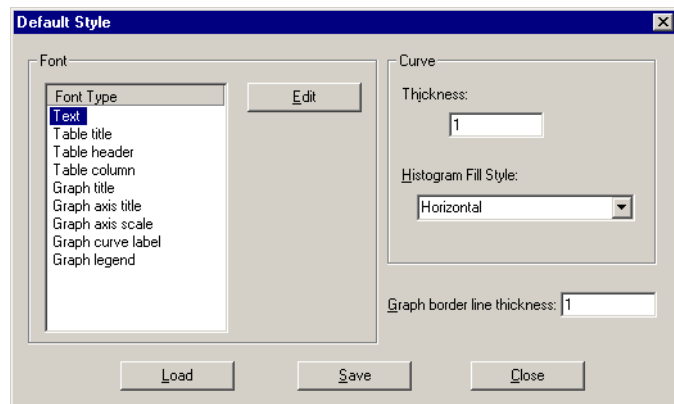 Default Style
Font
Font Type
Text
Table title
Table header
Table column
Graph title
Graph axis title
Graph axis scale
Graph curve label
Graph legend
Edit
Curve
Thickness:
1
Histogram Fill Style:
Horizontal
Graph border line thickness: 1
Load
Save
Close